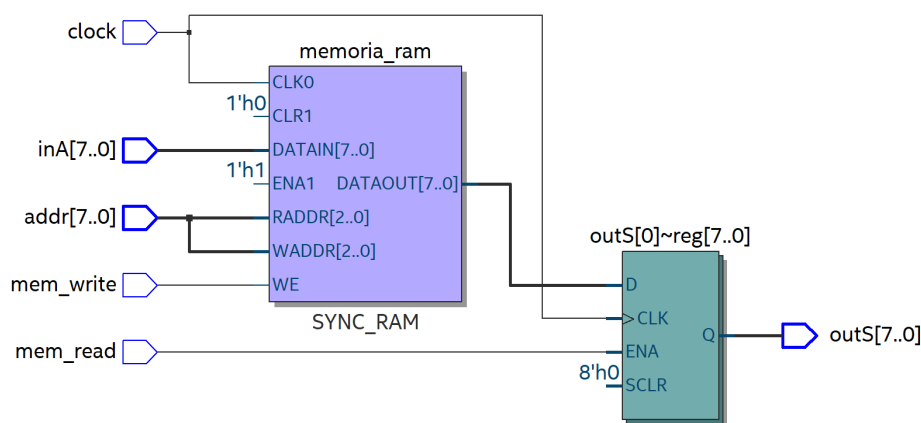 clock
memoria_ram
CLK0
1'h0
CLR1
inA[7..0]
DATAIN[7..0]
1'h1
ENA1
DATAOUT[7..0]
addr[7..0]
RADDR[2..0]
WADDR[2..0]
mem_write
WE
SYNC_RAM
mem_read
outS[0]~reg[7..0]
D
CLK
ENA
Q
8'h0
SCLR
outS[7..0]